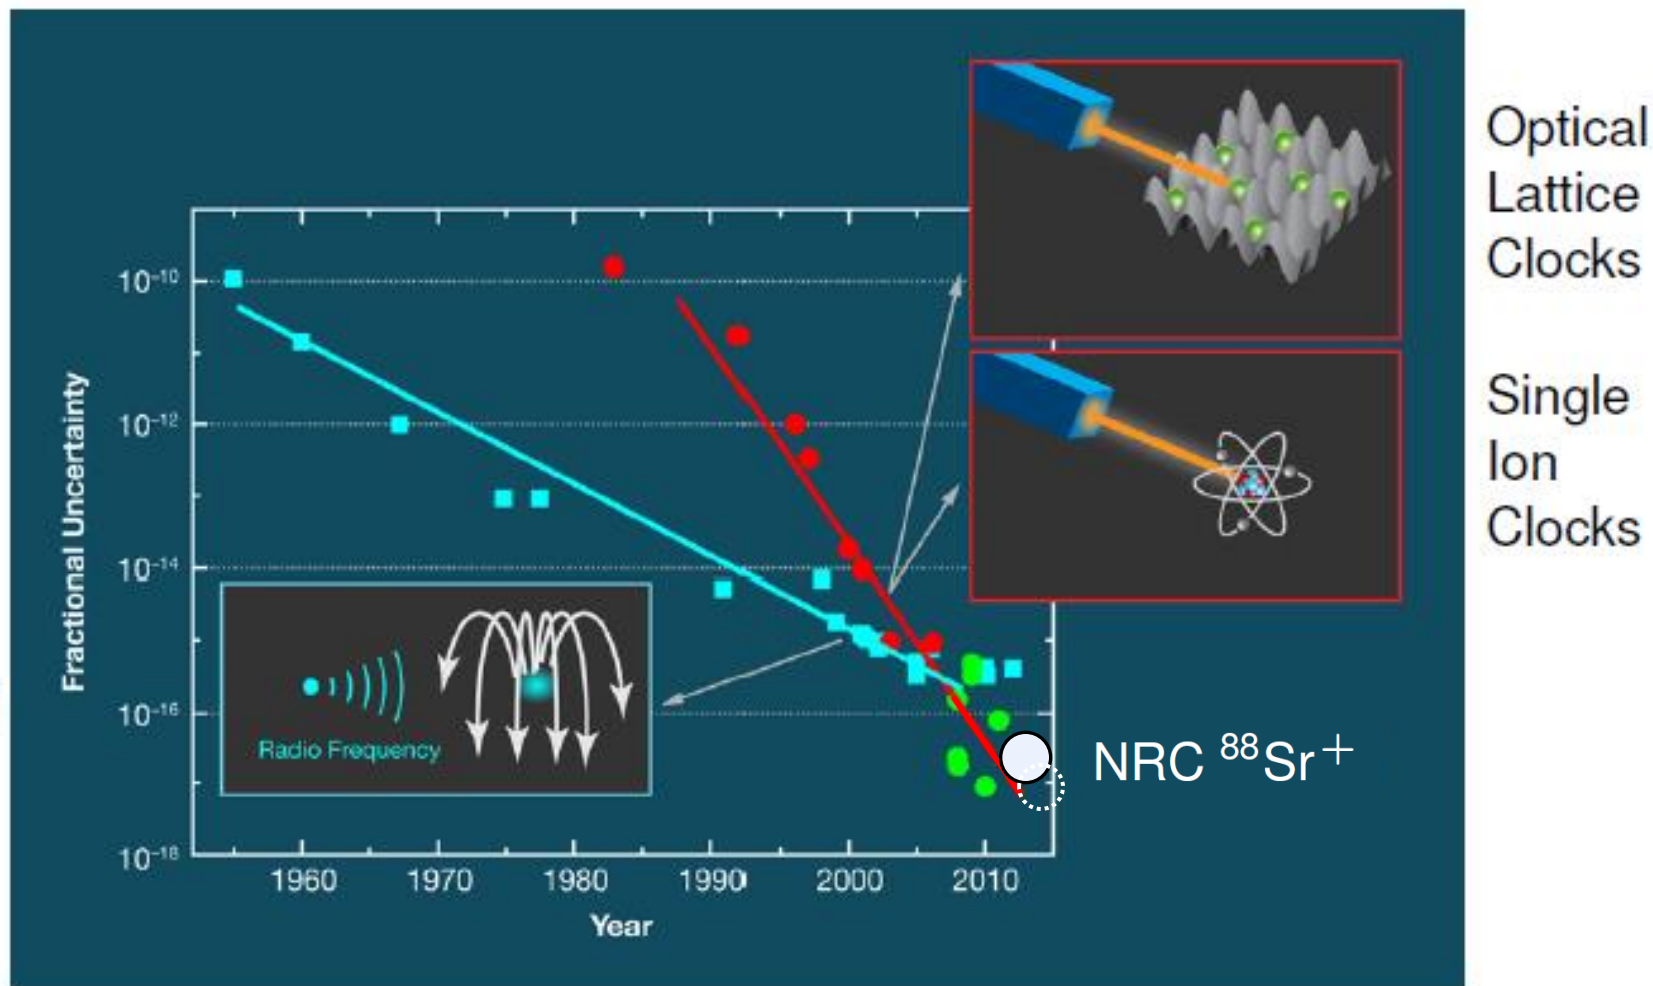 Optical
Lattice
Clocks
Single
Ion
Clocks
Fractional Uncertainty
10⁻¹⁰
10⁻¹²
10⁻¹⁴
10⁻¹⁶
10⁻¹⁸
Radio Frequency
NRC ⁸⁸Sr⁺
1960 1970 1980 1990 2000 2010
Year